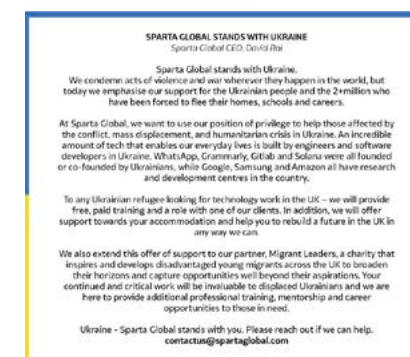 SPARTA GLOBAL STANDS WITH UKRAINE
Sparta Global CEO, David Rai
Sparta Global stands with Ukraine.
We condemn acts of violence and war wherever they happen in the world, but
today we emphasise our support for the Ukrainian people and the 2+million who
have been forced to flee their homes, schools and careers.
At Sparta Global, we want to use our position of privilege to help those affected by
the conflict, mass displacement, and humanitarian crisis in Ukraine. An incredible
amount of tech that enables our everyday lives is built by engineers and software
developers in Ukraine. WhatsApp, Grammarly, Gitlab and Solana were all founded
or co-founded by Ukrainians, while Google, Samsung and Amazon all have research
and development centres in the country.
To any Ukrainian refugee looking for technology work in the UK – we will provide
free, paid training and a role with one of our clients. In addition, we will offer
support towards your accommodation and help you to rebuild a future in the UK in
any way we can.
We also extend this offer of support to our partner, Migrant Leaders, a charity that
inspires and develops disadvantaged young migrants across the UK to broaden
their horizons and capture opportunities well beyond their aspirations. Your
continued and critical work will be invaluable to displaced Ukrainians and we are
here to provide additional professional training, mentorship and career
opportunities to those in need.
Ukraine - Sparta Global stands with you. Please reach out if we can help.
contactus@spartaglobal.com